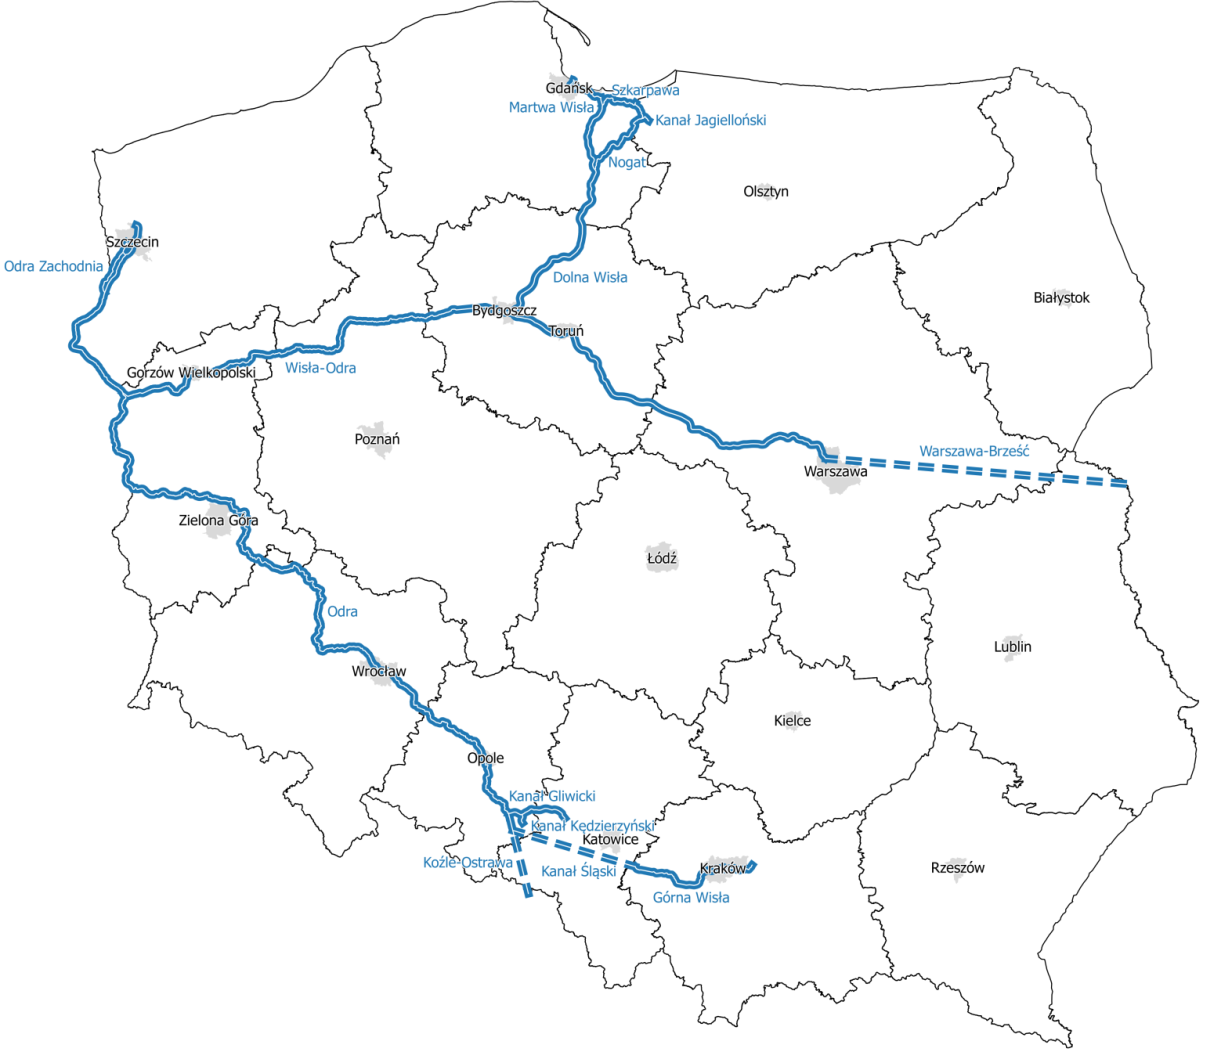 Gdańsk
Szkarpawa
Martwa Wisła
Kanał Jagielloński
Nogat
Olsztyn
Szczecin
Odra Zachodnia
Dolna Wisła
Białystok
Bydgoszcz
Toruń
Wisła-Odra
Gorzów Wielkopolski
Poznań
Warszawa-Brześć
Warszawa
Zielona Góra
Łódź
Odra
Lublin
Wrocław
Kielce
Opole
Kanał Gliwicki
Kanał Kędzierzyński
Katowice
Koźle-Ostrawa
Kanał Śląski
Kraków
Rzeszów
Górna Wisła